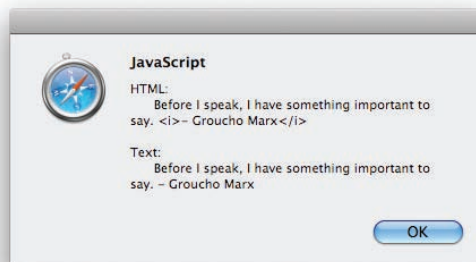 JavaScript
HTML:
Before I speak, I have something important to
say. <i>– Groucho Marx</i>
Text:
Before I speak, I have something important to
say. – Groucho Marx
OK